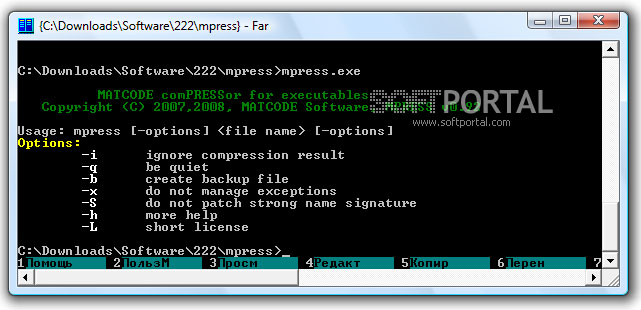 {C:\Downloads\Software\222\mpress} - Far
C:\Downloads\Software\222\mpress>mpress.exe
MATCODE comPRESSor for executables
Copyright (C) 2007,2008, MATCODE Software, MPRESS
SOFTPORTAL
www.softportal.com
Usage: mpress [-options] <file name> [-options]
Options:
-i ignore compression result
-q be quiet
-b create backup file
-x do not manage exceptions
-S do not patch strong name signature
-h more help
-L short license
C:\Downloads\Software\222\mpress>_
1Помощь 2ПользМ 3Просм 4Редакт 5Копир 6Перен 7